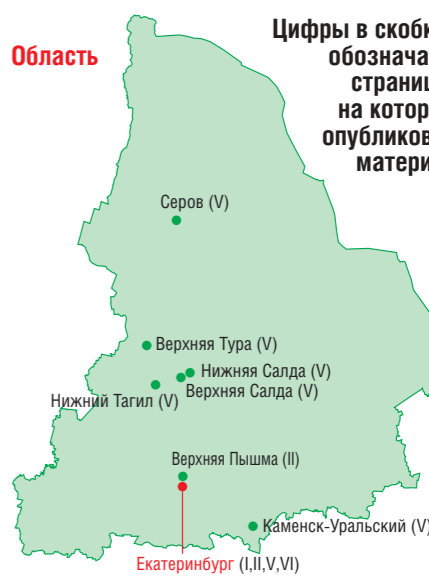 Область
Цифры в скобк
обознача
страниц
на котор
опубликов
матери
Серов (V)
Верхняя Тура (V)
Нижняя Салда (V)
Верхняя Салда (V)
Нижний Тагил (V)
Верхняя Пышма (II)
Каменск-Уральский (V)
Екатеринбург (I,II,V,VI)